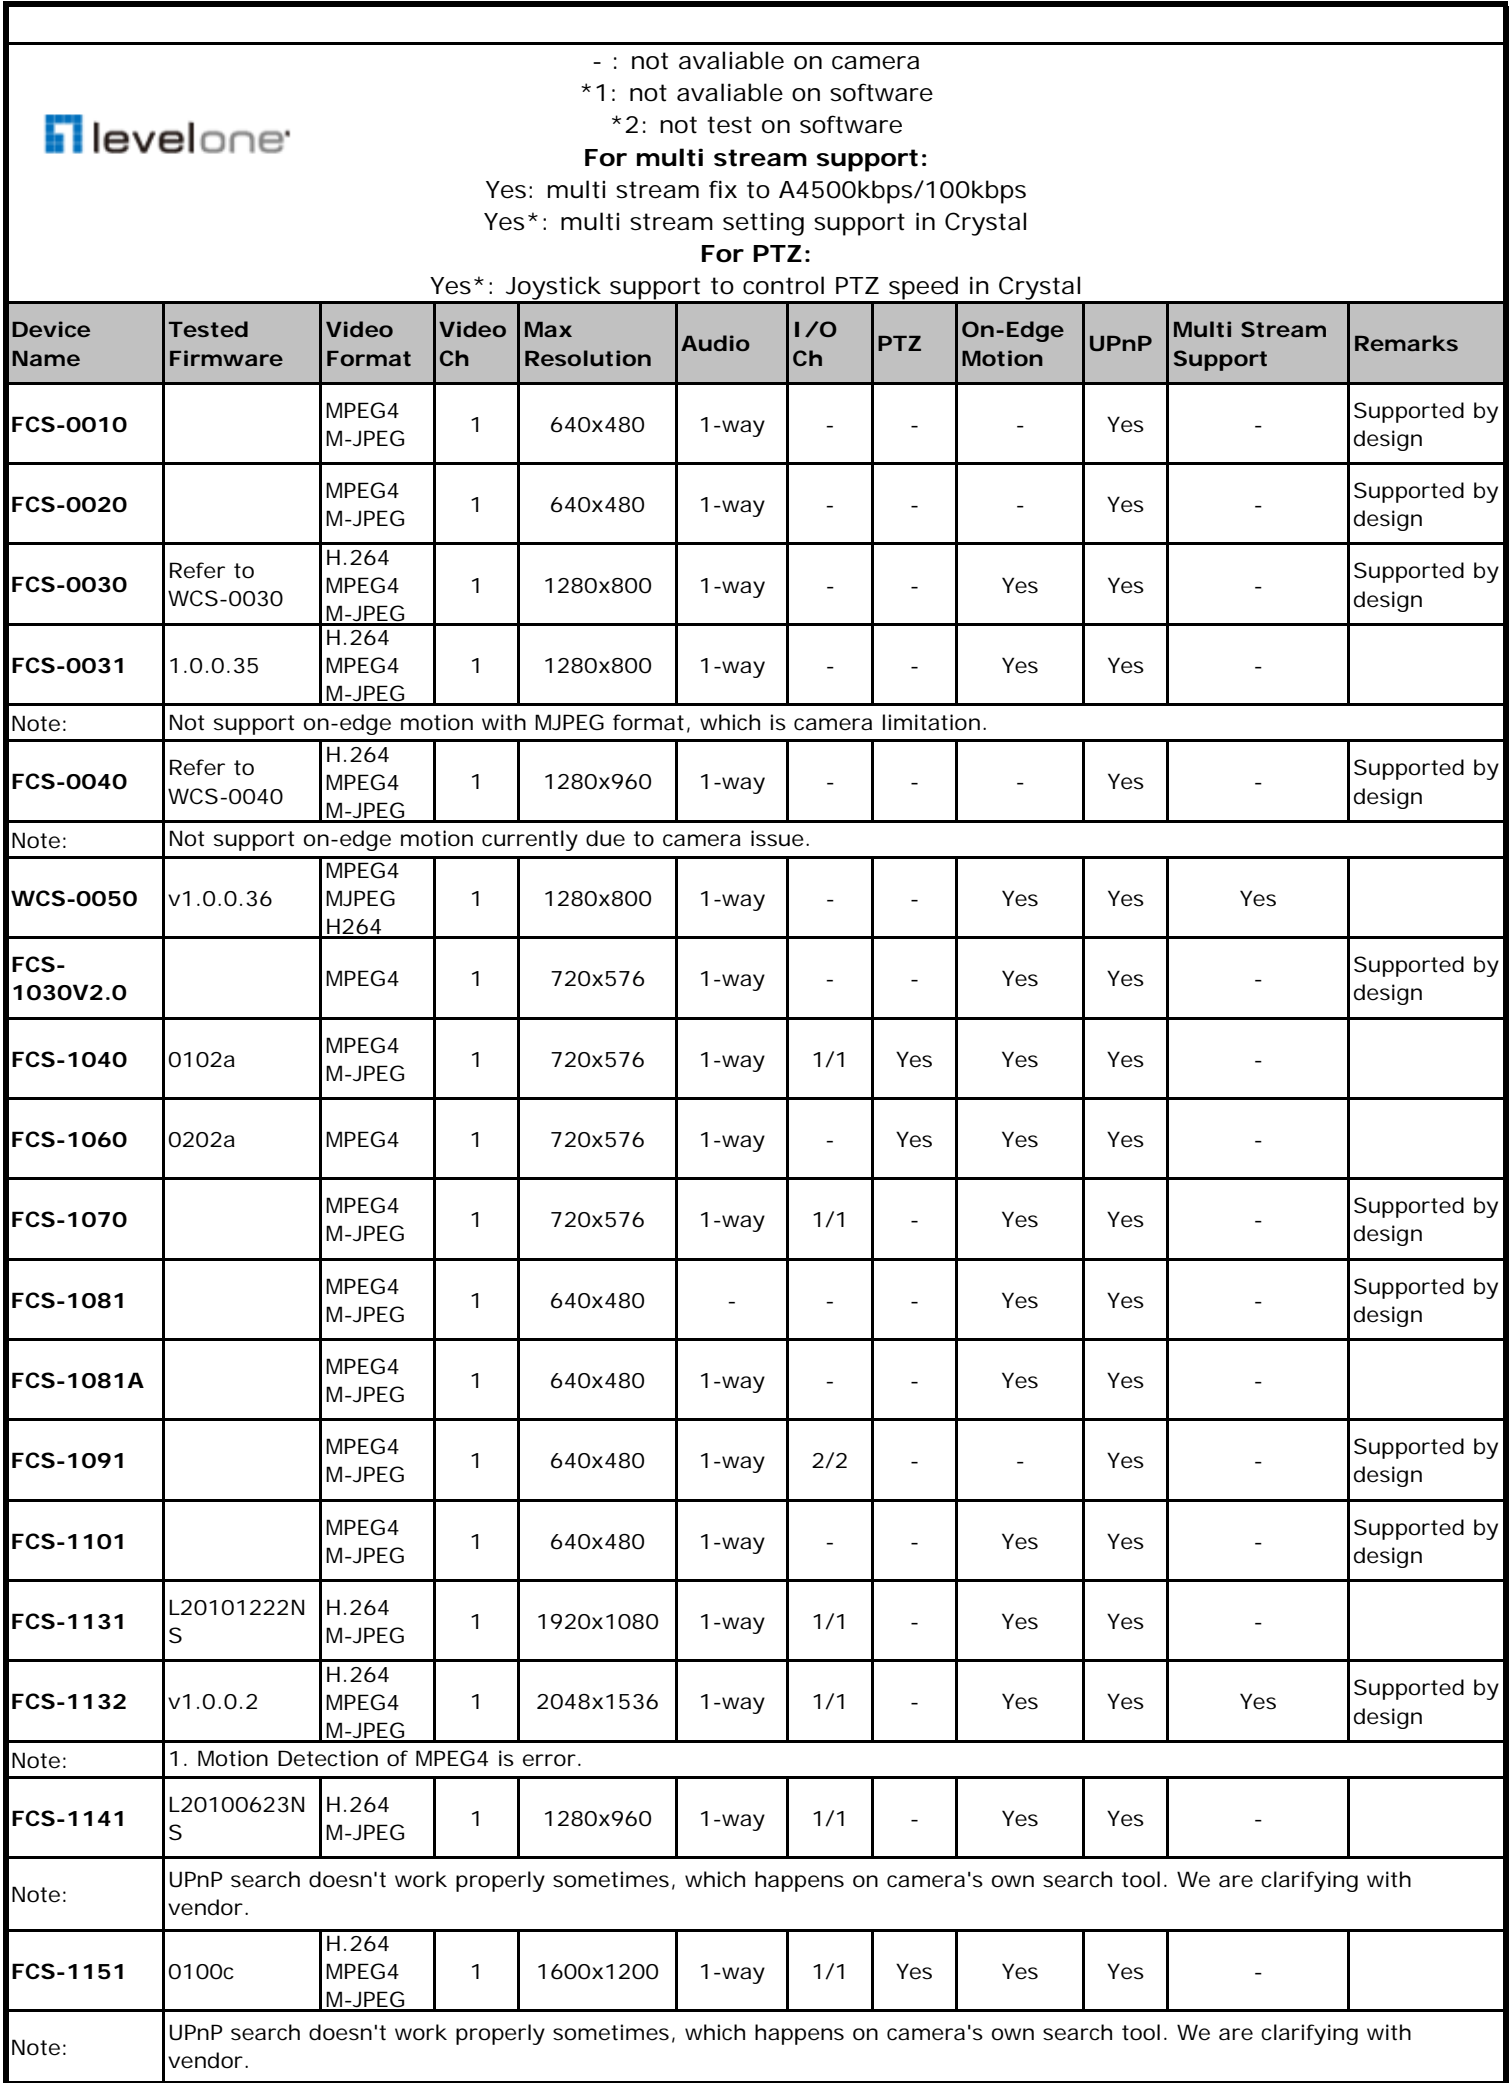 levelone
- : not avaliable on camera
*1: not avaliable on software
*2: not test on software
For multi stream support:
Yes: multi stream fix to A4500kbps/100kbps
Yes*: multi stream setting support in Crystal
For PTZ:
Yes*: Joystick support to control PTZ speed in Crystal
Device Name Tested Firmware Video Format Video Ch Max Resolution Audio I/O Ch PTZ On-Edge Motion UPnP Multi Stream Support Remarks
FCS-0010 MPEG4 M-JPEG 1 640x480 1-way - - - Yes - Supported by design
FCS-0020 MPEG4 M-JPEG 1 640x480 1-way - - - Yes - Supported by design
FCS-0030 Refer to WCS-0030 H.264 MPEG4 M-JPEG 1 1280x800 1-way - - Yes Yes - Supported by design
FCS-0031 1.0.0.35 H.264 MPEG4 M-JPEG 1 1280x800 1-way - - Yes Yes -
Note: Not support on-edge motion with MJPEG format, which is camera limitation.
FCS-0040 Refer to WCS-0040 H.264 MPEG4 M-JPEG 1 1280x960 1-way - - - Yes - Supported by design
Note: Not support on-edge motion currently due to camera issue.
WCS-0050 v1.0.0.36 MPEG4 MJPEG H264 1 1280x800 1-way - - Yes Yes Yes
FCS-1030V2.0 MPEG4 1 720x576 1-way - - Yes Yes - Supported by design
FCS-1040 0102a MPEG4 M-JPEG 1 720x576 1-way 1/1 Yes Yes Yes -
FCS-1060 0202a MPEG4 1 720x576 1-way - Yes Yes Yes -
FCS-1070 MPEG4 M-JPEG 1 720x576 1-way 1/1 - Yes Yes - Supported by design
FCS-1081 MPEG4 M-JPEG 1 640x480 - - - Yes Yes - Supported by design
FCS-1081A MPEG4 M-JPEG 1 640x480 1-way - - Yes Yes -
FCS-1091 MPEG4 M-JPEG 1 640x480 1-way 2/2 - - Yes - Supported by design
FCS-1101 MPEG4 M-JPEG 1 640x480 1-way - - Yes Yes - Supported by design
FCS-1131 L20101222NS H.264 M-JPEG 1 1920x1080 1-way 1/1 - Yes Yes -
FCS-1132 v1.0.0.2 H.264 MPEG4 M-JPEG 1 2048x1536 1-way 1/1 - Yes Yes Yes Supported by design
Note: 1. Motion Detection of MPEG4 is error.
FCS-1141 L20100623NS H.264 M-JPEG 1 1280x960 1-way 1/1 - Yes Yes -
Note: UPnP search doesn't work properly sometimes, which happens on camera's own search tool. We are clarifying with vendor.
FCS-1151 0100c H.264 MPEG4 M-JPEG 1 1600x1200 1-way 1/1 Yes Yes Yes -
Note: UPnP search doesn't work properly sometimes, which happens on camera's own search tool. We are clarifying with vendor.